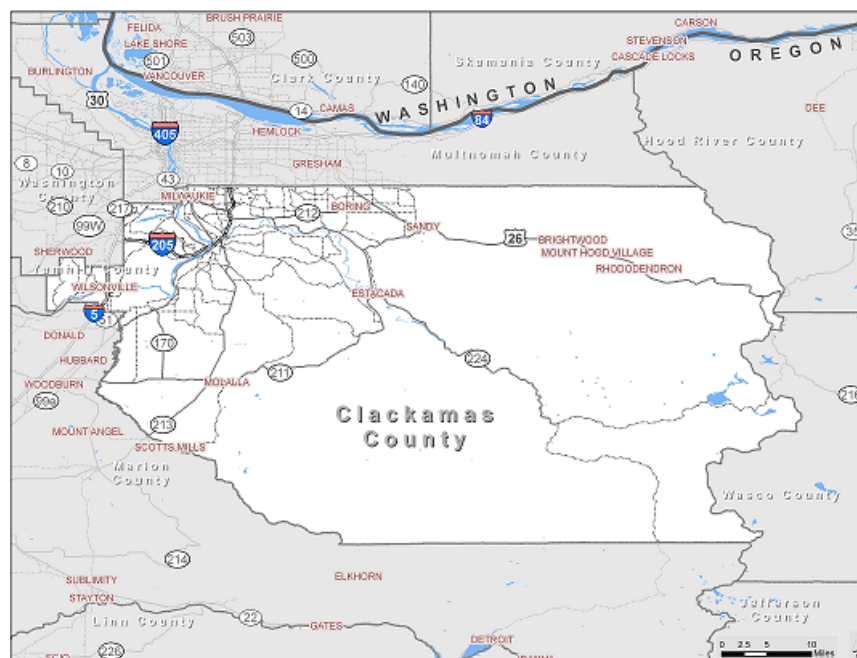 CARSON
BRUSH PRAIRIE
FELIDA
503
STEVENSON
OREGON
LAKE SHORE
CASCADE LOCKS
501
500
Skamania County
BURLINGTON
VANCOUVER
Clark County
140
WASHINGTON
30
14
CAMAS
DEE
84
405
HEMLOCK
Hood River County
Multnomah County
8
GRESHAM
10
43
Washington
County
MILWAUKIE
210
217
212
BORING
99W
SANDY
35
205
26
BRIGHTWOOD
SHERWOOD
MOUNT HOOD VILLAGE
Yamhill County
RHODODENDRON
WILSONVILLE
ESTACADA
5
51
DONALD
170
HUBBARD
224
211
WOODBURN
MOLALLA
216
99e
Clackamas
County
213
MOUNT ANGEL
SCOTTS MILLS
Marion
County
Wasco County
214
SUBLIMITY
ELKHORN
STAYTON
Jefferson
County
Linn County
22
GATES
DETROIT
226
0 2.5 5 10
Miles